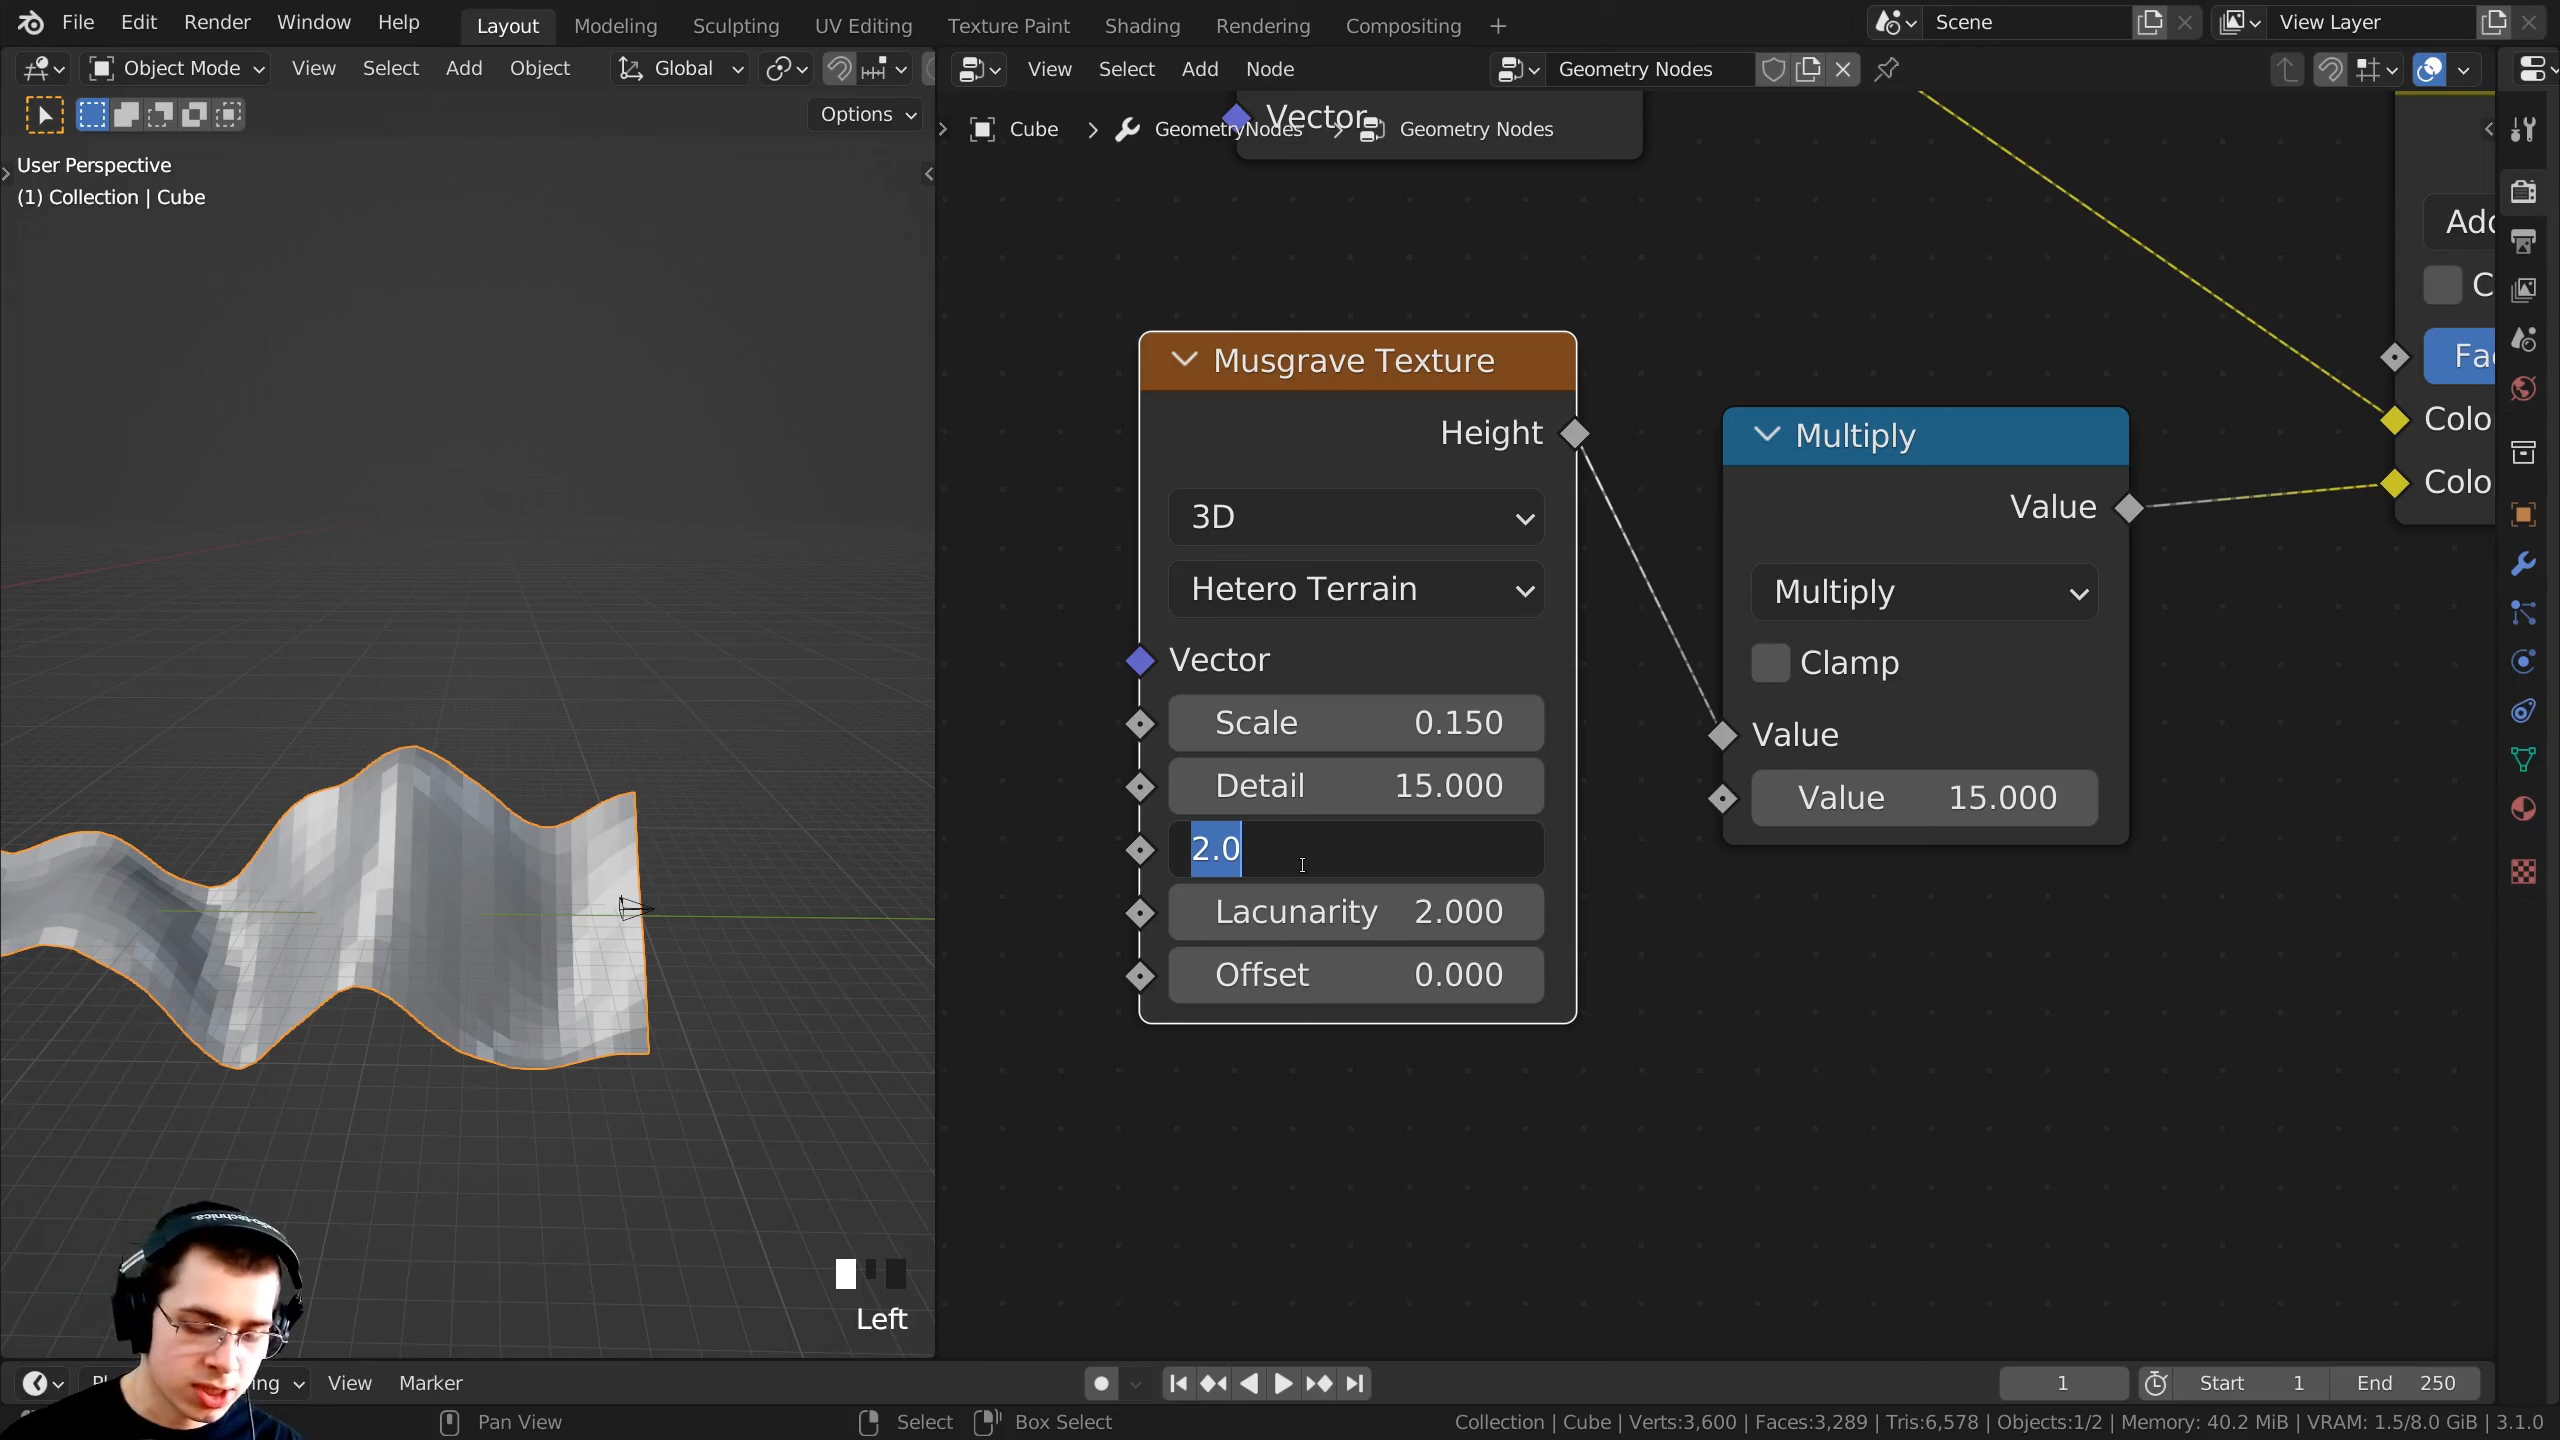 File Edit Render Window Help Layout Modeling Sculpting UV Editing Texture Paint Shading Rendering Compositing + Scene View Layer
Object Mode View Select Add Object Global View Select Add Node Geometry Nodes
Options
Cube > GeometryNodes > Geometry Nodes
Vector
User Perspective
(1) Collection | Cube
Add
C
Musgrave Texture
Fac
Height
Colo
Multiply
Colo
Value
3D
Hetero Terrain
Multiply
Vector
Clamp
Scale 0.150
Value
Detail 15.000
Value 15.000
2.0
Lacunarity 2.000
Offset 0.000
Left
View Marker
1 Start 1 End 250
Pan View Select Box Select
Collection | Cube | Verts:3,600 | Faces:3,289 | Tris:6,578 | Objects:1/2 | Memory: 40.2 MiB | VRAM: 1.5/8.0 GiB | 3.1.0